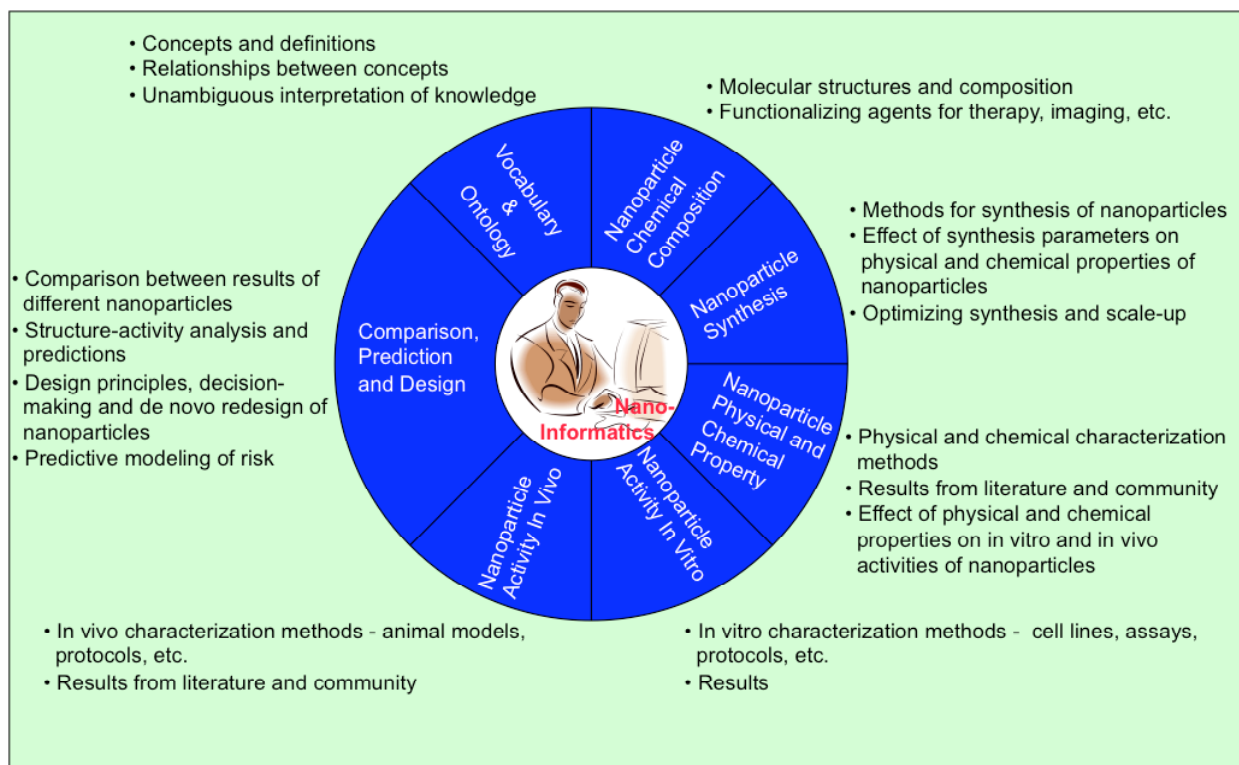 • Concepts and definitions
• Relationships between concepts
• Unambiguous interpretation of knowledge
• Molecular structures and composition
• Functionalizing agents for therapy, imaging, etc.
Vocabulary
&
Ontology
Nanoparticle
Chemical
Composition
Nanoparticle
Synthesis
• Methods for synthesis of nanoparticles
• Effect of synthesis parameters on
physical and chemical properties of
nanoparticles
• Optimizing synthesis and scale-up
• Comparison between results of
different nanoparticles
• Structure-activity analysis and
predictions
• Design principles, decision-
making and de novo redesign of
nanoparticles
• Predictive modeling of risk
Comparison,
Prediction
and Design
Nano-
Informatics
Nanoparticle
Physical and
Chemical
Property
• Physical and chemical characterization
methods
• Results from literature and community
• Effect of physical and chemical
properties on in vitro and in vivo
activities of nanoparticles
Nanoparticle
Activity In Vivo
Nanoparticle
Activity In Vitro
• In vivo characterization methods - animal models,
protocols, etc.
• Results from literature and community
• In vitro characterization methods - cell lines, assays,
protocols, etc.
• Results